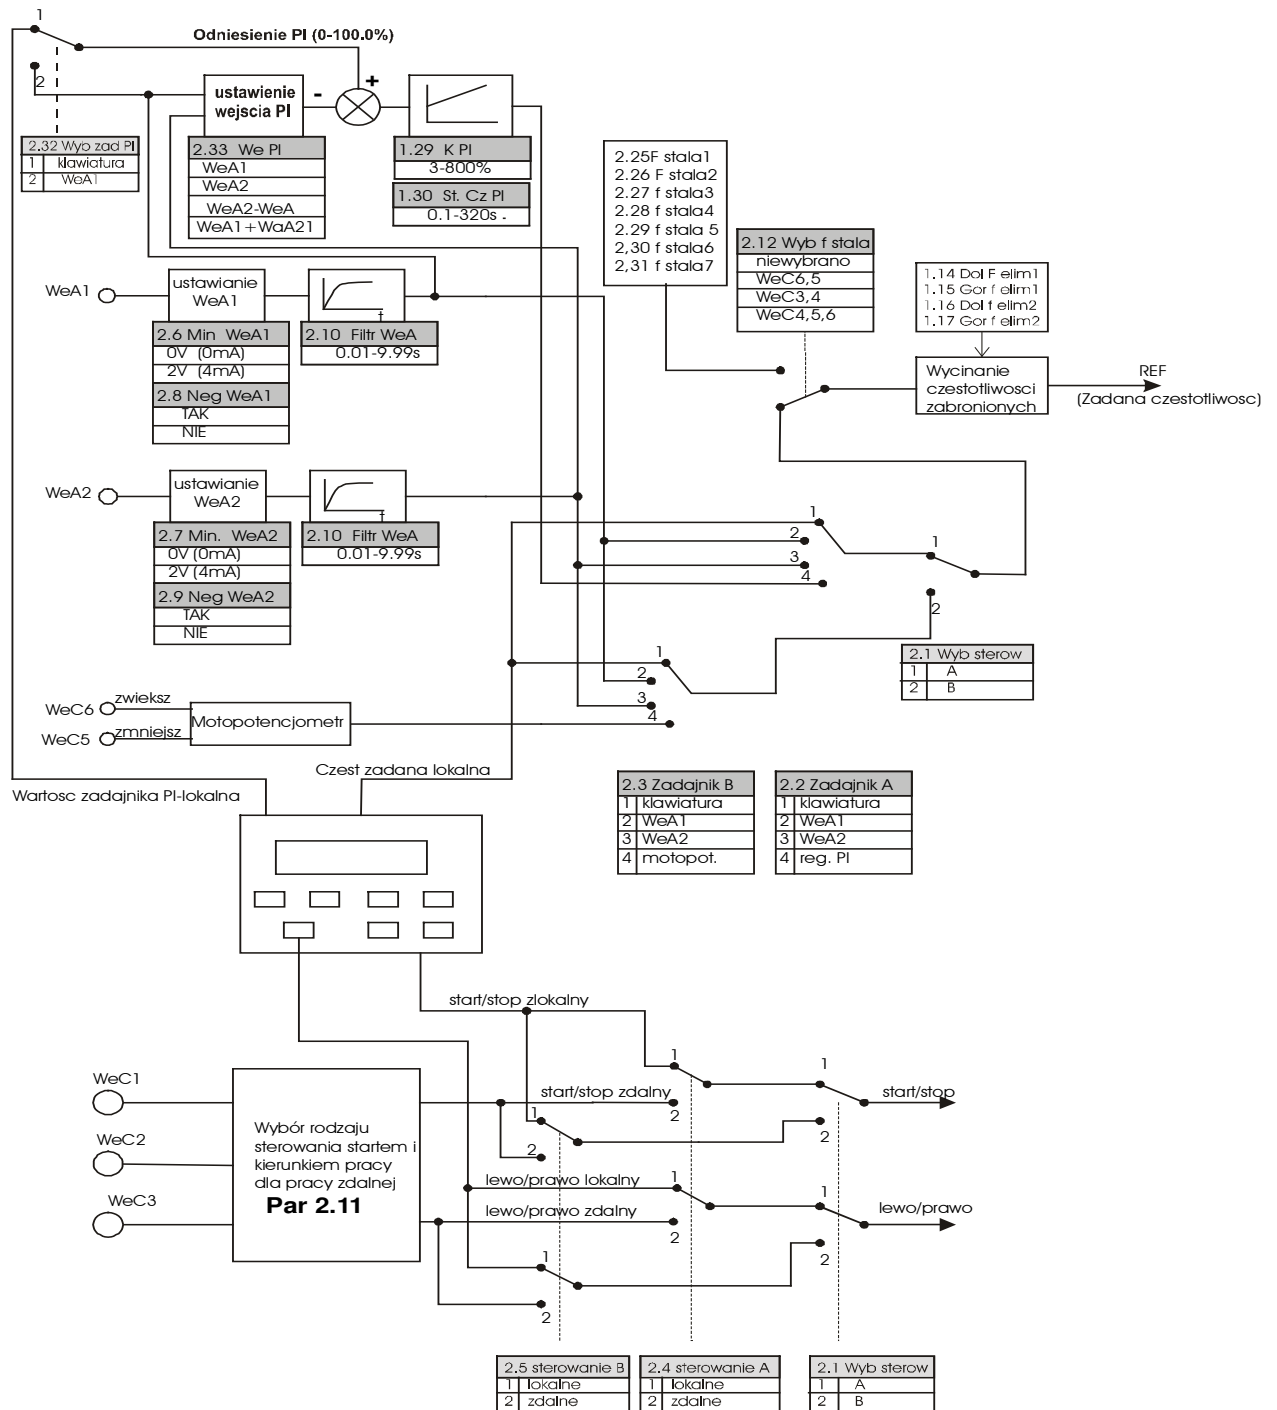 1
Odniesienie PI (0-100.0%)
2
ustawienie
wejscia PI
-
+
2.32 Wyb zad PI
1 klawiatura
2 WeA1
2.33 We PI
WeA1
WeA2
WeA2-WeA
WeA1+WaA21
1.29 K PI
3-800%
1.30 St. Cz PI
0.1-320s .
2.25F stala1
2.26 F stala2
2.27 f stala3
2.28 f stala4
2.29 f stala 5
2,30 f stala6
2,31 f stala7
2.12 Wyb f stala
niewybrano
WeC6,5
WeC3,4
WeC4,5,6
1.14 Dol F elim1
1.15 Gor f elim1
1.16 Dol f elim2
1.17 Gor f elim2
Wycinanie
czestotliwosci
zabronionych
REF
(Zadana czestotliwosc)
WeA1
ustawianie
WeA1
t
2.6 Min WeA1
0V (0mA)
2V (4mA)
2.8 Neg WeA1
TAK
NIE
2.10 Filtr WeA
0.01-9.99s
WeA2
ustawianie
WeA2
t
2.7 Min. WeA2
0V (0mA)
2V (4mA)
2.9 Neg WeA2
TAK
NIE
2.10 Filtr WeA
0.01-9.99s
1
2
3
4
1
2
2.1 Wyb sterow
1 A
2 B
1
2
3
4
WeC6
zwieksz
WeC5
zmniejsz
Motopotencjometr
Czest zadana lokalna
Wartosc zadajnika PI-lokalna
2.3 Zadajnik B
1 klawiatura
2 WeA1
3 WeA2
4 motopot.
2.2 Zadajnik A
1 klawiatura
2 WeA1
3 WeA2
4 reg. PI
start/stop zlokalny
1
1
start/stop zdalny
2
start/stop
1
2
2
WeC1
WeC2
WeC3
Wybór rodzaju
sterowania startem i
kierunkiem pracy
dla pracy zdalnej
Par 2.11
lewo/prawo lokalny
1
1
lewo/prawo zdalny
2
lewo/prawo
1
2
2
2.5 sterowanie B
1 lokalne
2 zdalne
2.4 sterowanie A
1 lokalne
2 zdalne
2.1 Wyb sterow
1 A
2 B